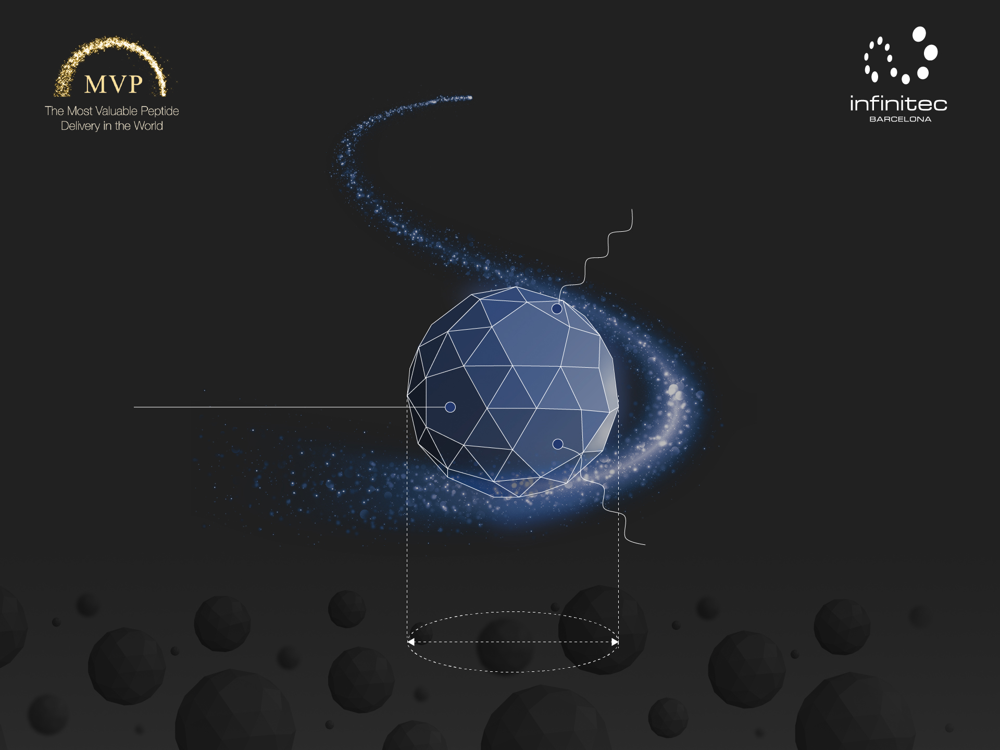 MVP
The Most Valuable Peptide
Delivery in the World
infinitec
BARCELONA